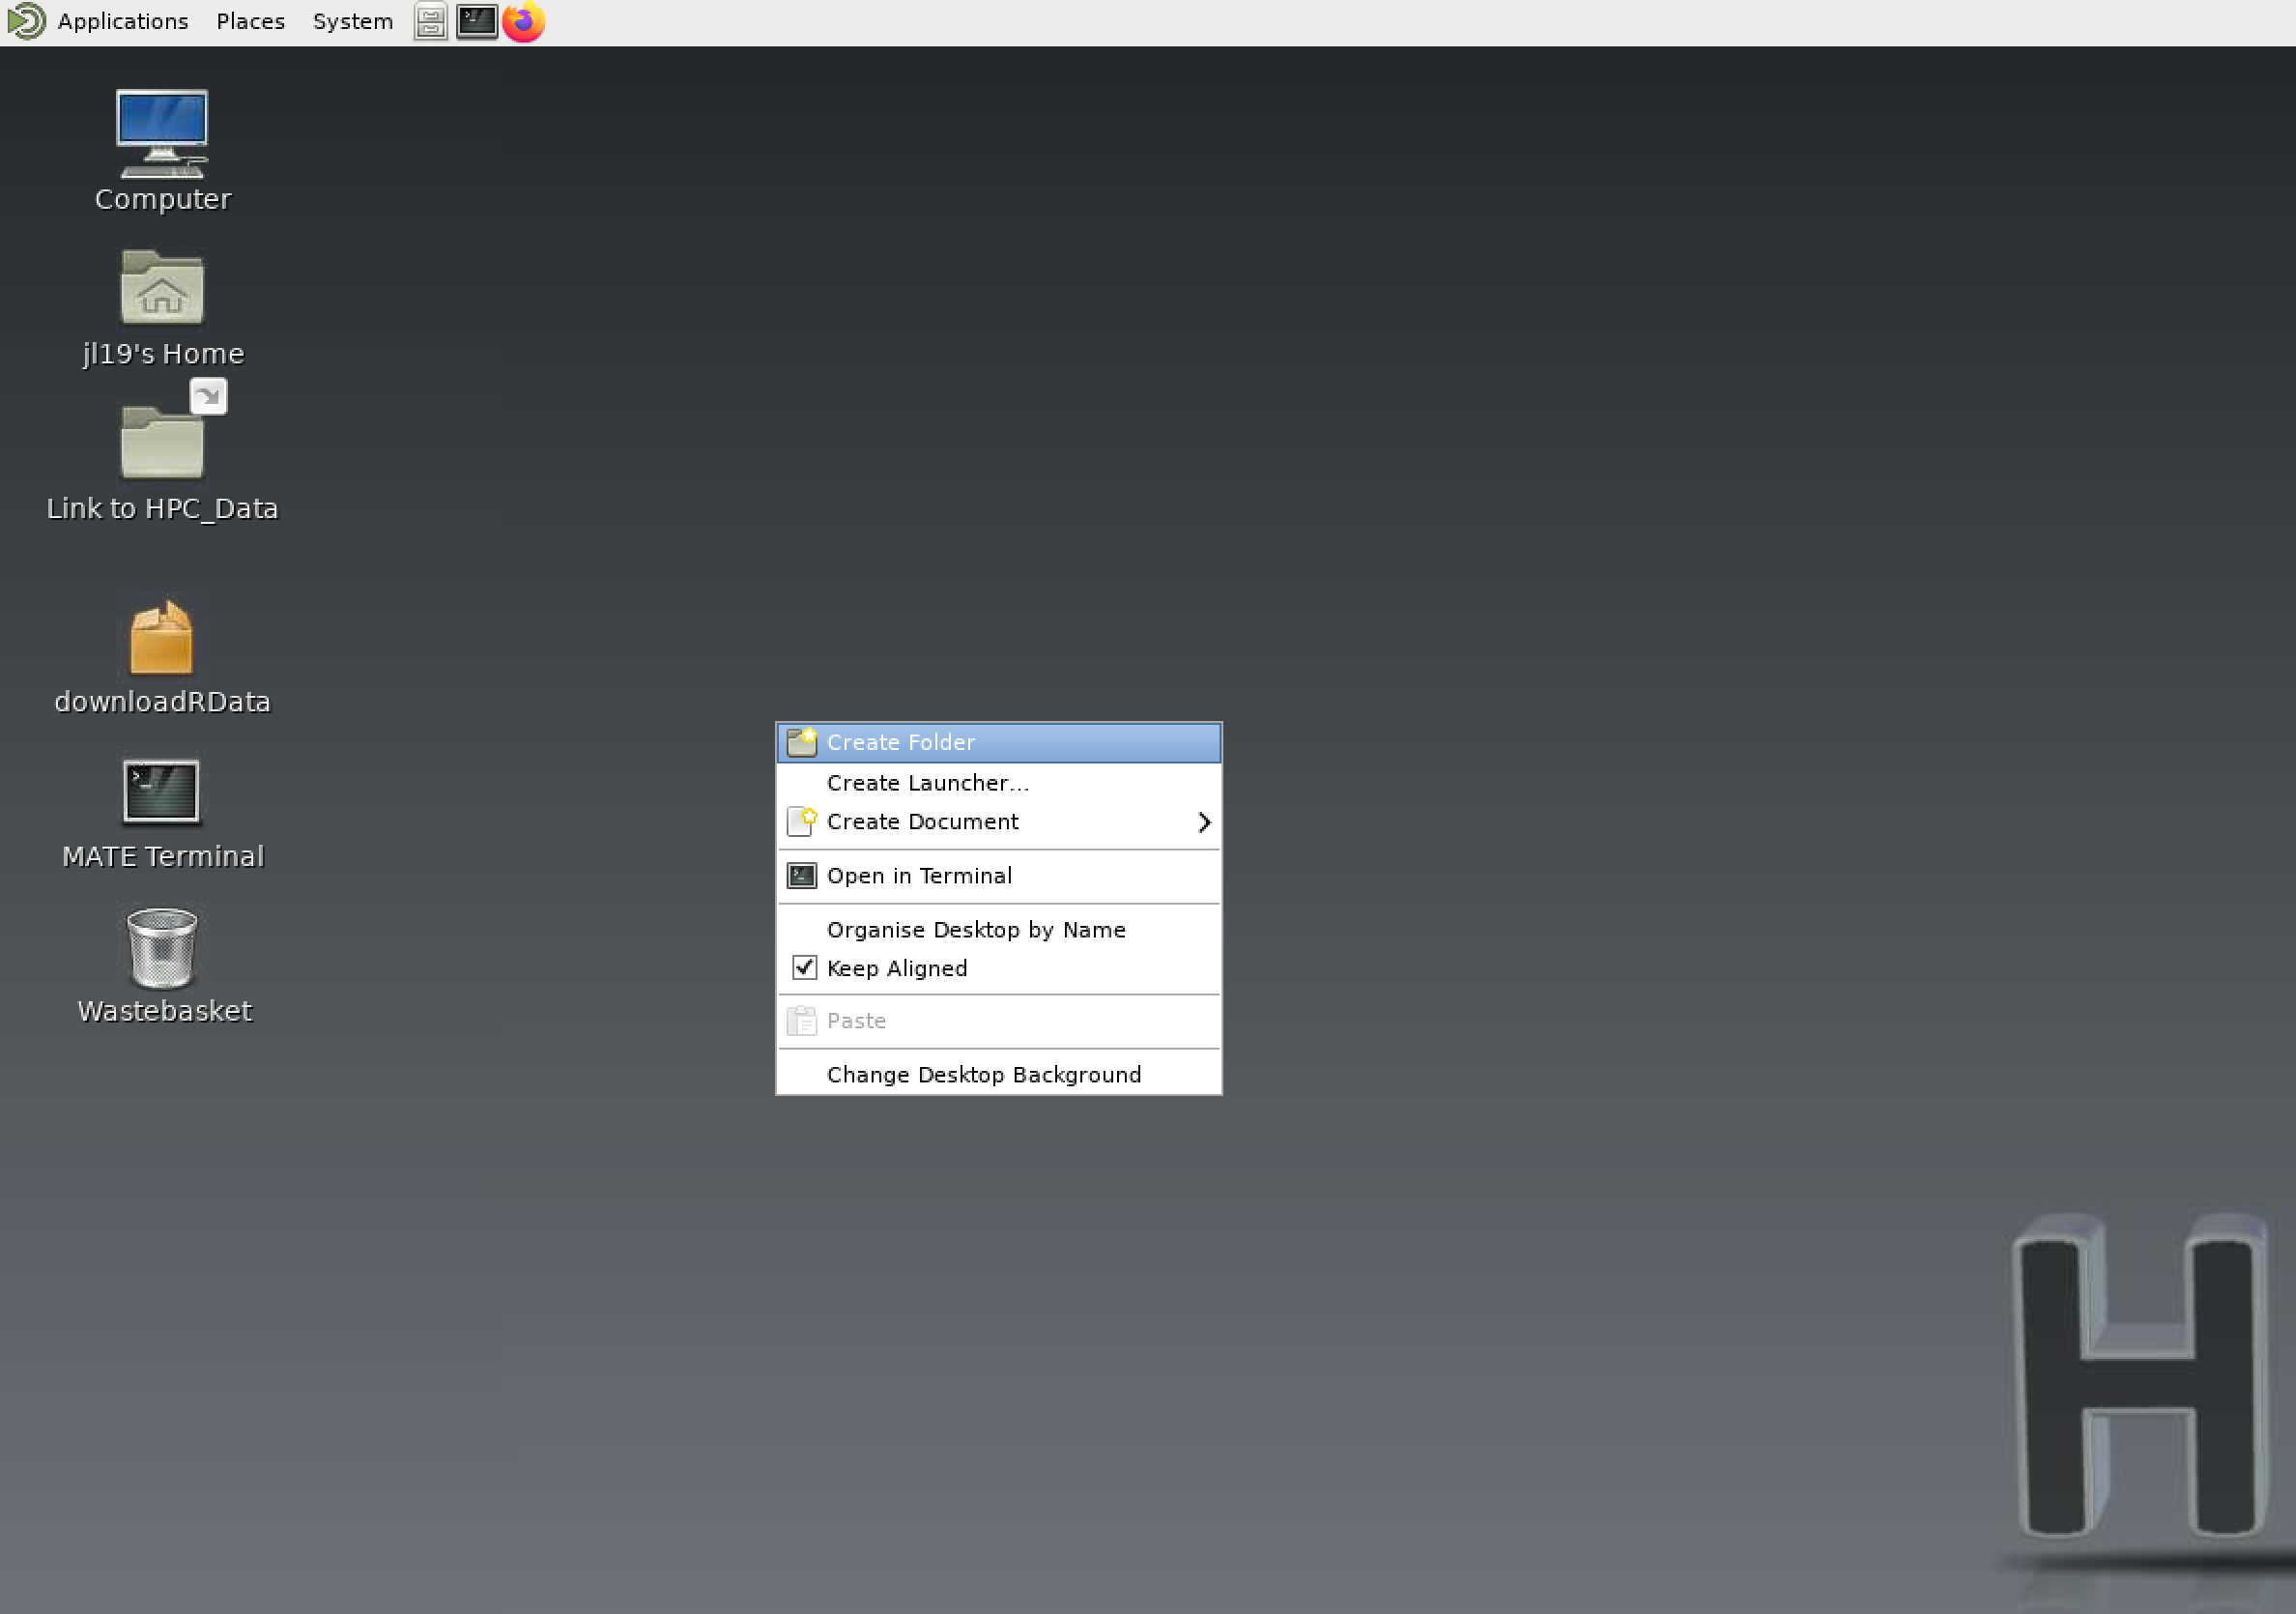 Applications Places System
Computer
jl19's Home
Link to HPC_Data
downloadRData
MATE Terminal
Wastebasket
Create Folder
Create Launcher...
Create Document
Open in Terminal
Organise Desktop by Name
Keep Aligned
Paste
Change Desktop Background
H